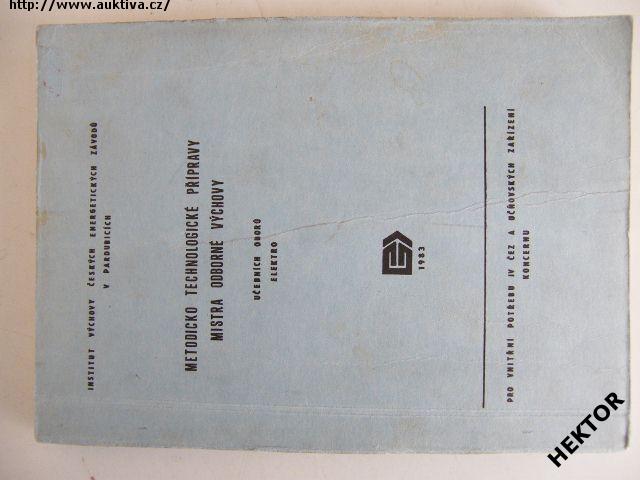 http://www.auktiva.cz/
INSTITUT VÝCHOVY ČESKÝCH ENERGETICKÝCH ZÁVODŮ
V PARDUBICÍCH
METODICKO TECHNOLOGICKÉ PŘÍPRAVY
MISTRA ODBORNÉ VÝCHOVY
UČEBNÍCH OBORŮ
ELEKTRO
1983
PRO VNITŘNÍ POTŘEBU IV ČEZ A UČŇOVSKÝCH ZAŘÍZENÍ
KONCERNU
HEKTOR